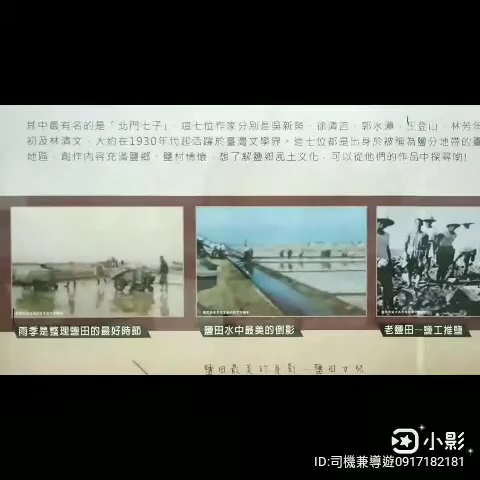 其中最有名的是「北門七子」，這七位作家分別是吳新榮、徐清吉、郭水潭、王登山、林芳年
初及林清文，大約在1930年代起活躍於臺灣文學界。這七位都是出身於被稱為鹽分地帶的臺
地區，創作內容充滿鹽鄉、鹽村情懷，想了解鹽鄉風土文化，可以從他們的作品中探尋喲！
雨季是整理鹽田的最好時節
鹽田水中最美的倒影
老鹽田─鹽工推鹽
鹽田最美的身影─鹽田女兒
小影
ID:司機兼導遊0917182181